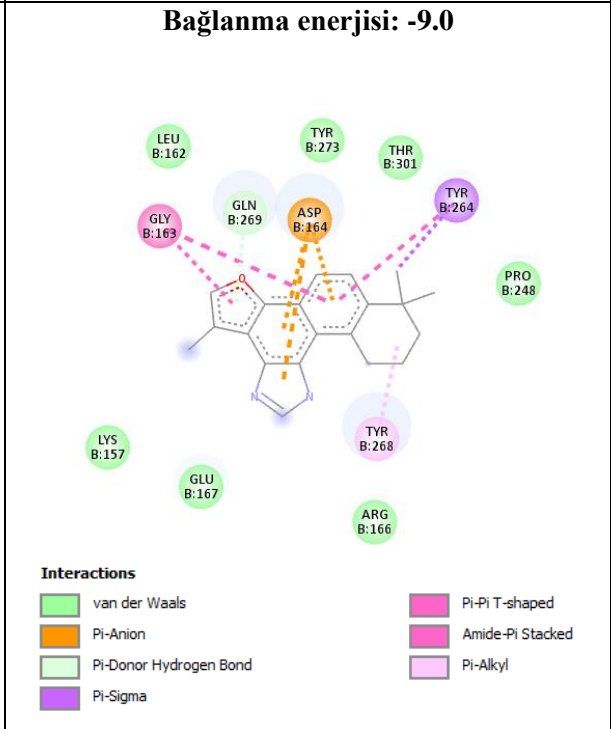 Bağlanma enerjisi: -9.0
LEU
B:162
TYR
B:273
THR
B:301
GLY
B:163
GLN
B:269
ASP
B:164
TYR
B:264
PRO
B:248
O
N
N
LYS
B:157
GLU
B:167
TYR
B:268
ARG
B:166
Interactions
van der Waals
Pi-Anion
Pi-Donor Hydrogen Bond
Pi-Sigma
Pi-Pi T-shaped
Amide-Pi Stacked
Pi-Alkyl